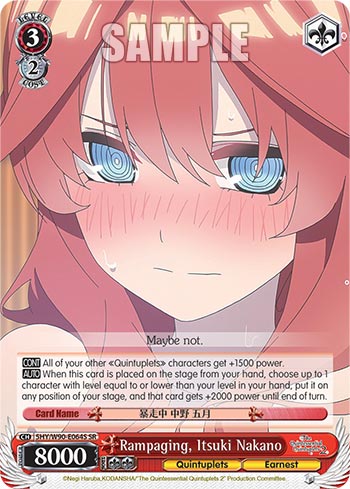 SAMPLE
LEVEL
3
2
COST
Maybe not.
CONT All of your other «Quintuplets» characters get +1500 power.
AUTO When this card is placed on the stage from your hand, choose up to 1
character with level equal to or lower than your level in your hand, put it on
any position of your stage, and that card gets +2000 power until end of turn.
Card Name 暴走中 中野 五月
CH 5HY/W90-E064S SR Rampaging, Itsuki Nakano
8000 Quintuplets Earnest
©Negi Haruba,KODANSHA/"The Quintessential Quintuplets 2" Production Committee.